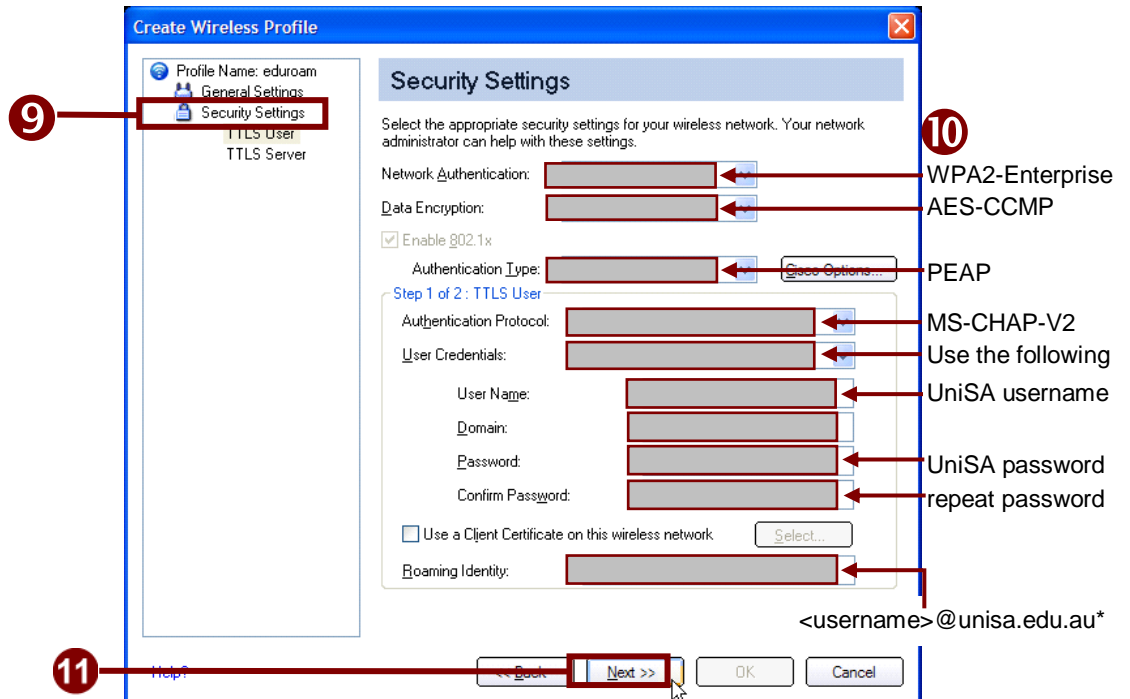 Create Wireless Profile
Profile Name: eduroam
General Settings
9
Security Settings
TTLS User
TTLS Server
Security Settings
Select the appropriate security settings for your wireless network. Your network
administrator can help with these settings.
10
Network Authentication:
WPA2-Enterprise
Data Encryption:
AES-CCMP
Enable 802.1x
Authentication Type:
Cisco Options...
PEAP
Step 1 of 2 : TTLS User
Authentication Protocol:
MS-CHAP-V2
User Credentials:
Use the following
User Name:
UniSA username
Domain:
Password:
UniSA password
Confirm Password:
repeat password
Use a Client Certificate on this wireless network
Select...
Roaming Identity:
<username>@unisa.edu.au*
11
Help?
<< Back
Next >>
OK
Cancel